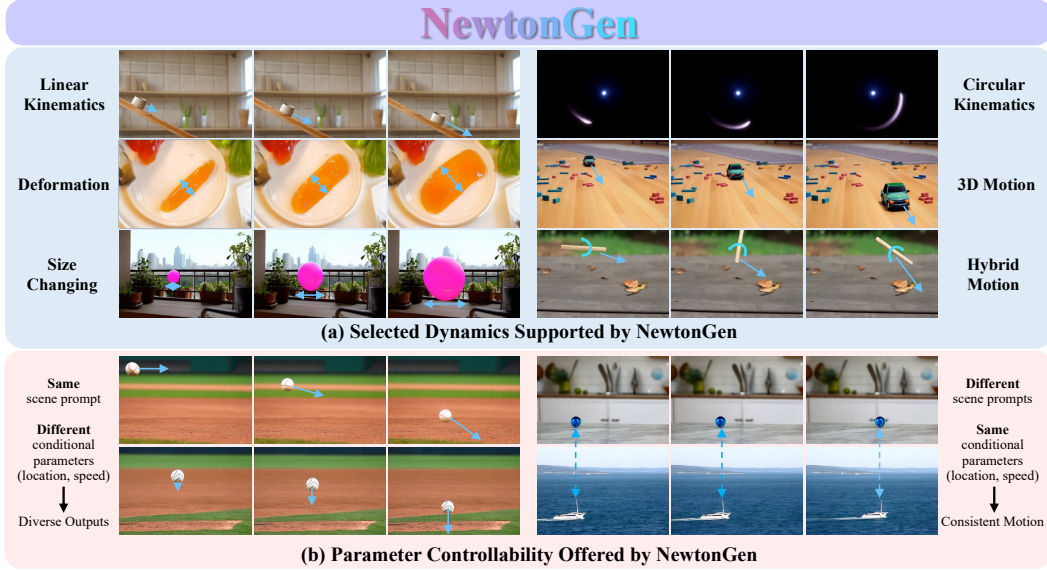 NewtonGen
Linear
Kinematics
Circular
Kinematics
Deformation
3D Motion
Size
Changing
Hybrid
Motion
(a) Selected Dynamics Supported by NewtonGen
Same
scene prompt
Different
conditional
parameters
(location, speed)
Diverse Outputs
Different
scene prompts
Same
conditional
parameters
(location, speed)
Consistent Motion
(b) Parameter Controllability Offered by NewtonGen